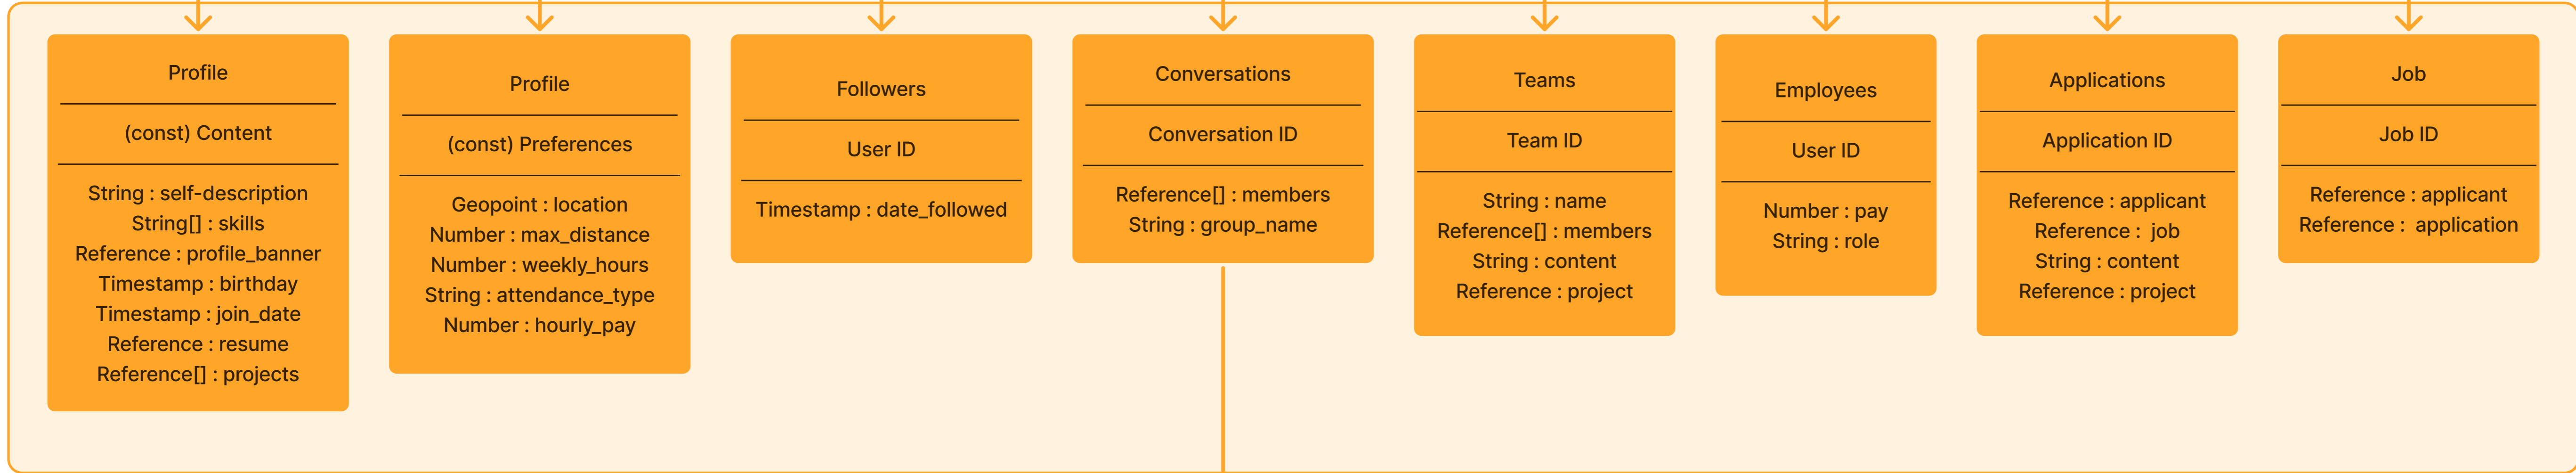 Profile
(const) Content
String : self-description
String[] : skills
Reference : profile_banner
Timestamp : birthday
Timestamp : join_date
Reference : resume
Reference[] : projects
Profile
(const) Preferences
Geopoint : location
Number : max_distance
Number : weekly_hours
String : attendance_type
Number : hourly_pay
Followers
User ID
Timestamp : date_followed
Conversations
Conversation ID
Reference[] : members
String : group_name
Teams
Team ID
String : name
Reference[] : members
String : content
Reference : project
Employees
User ID
Number : pay
String : role
Applications
Application ID
Reference : applicant
Reference :  job
String : content
Reference : project
Job
Job ID
Reference : applicant
Reference :  application